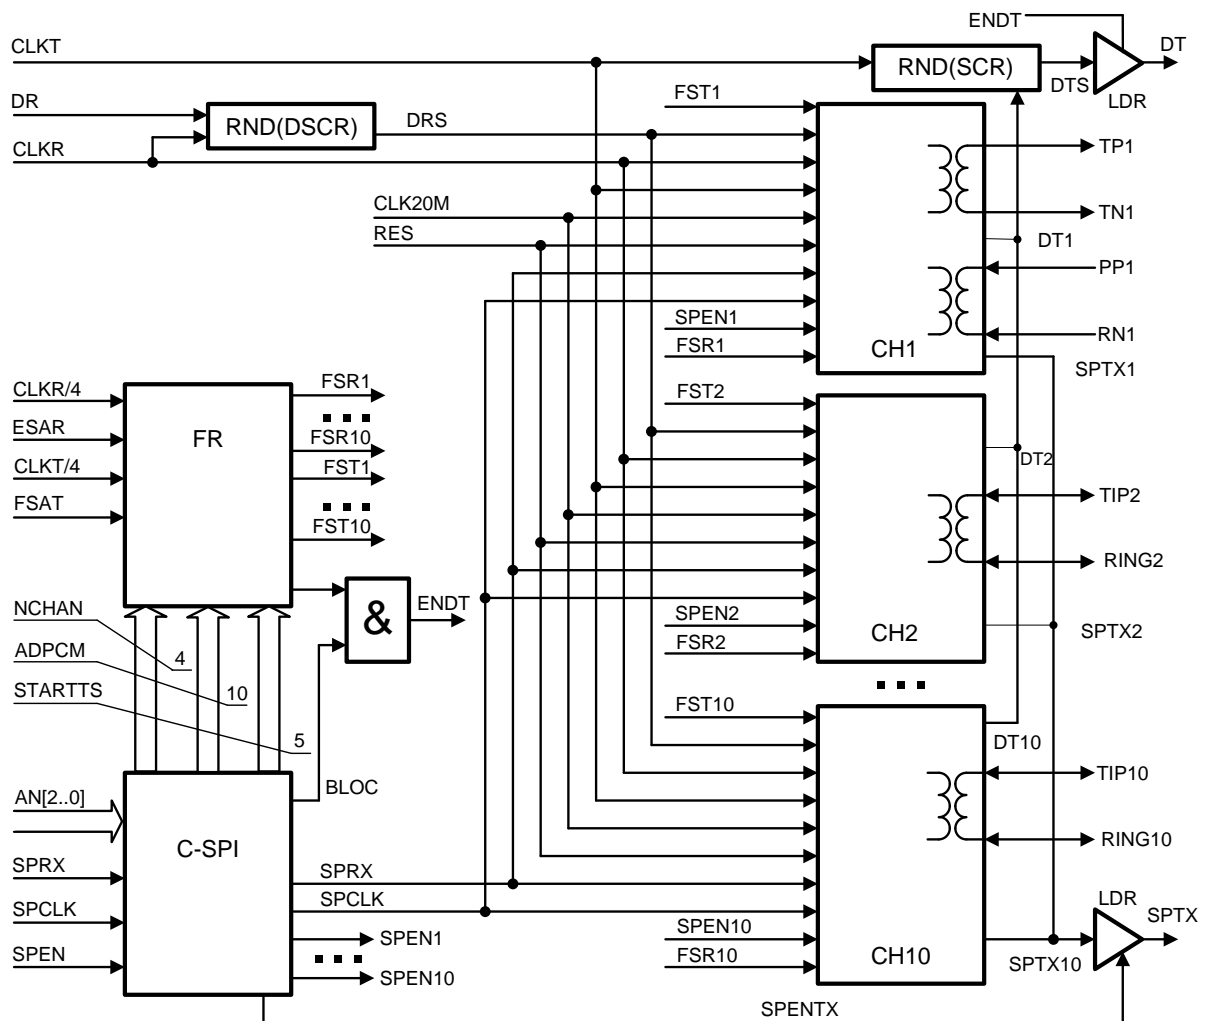 ENDT
CLKT
RND(SCR)
DT
DTS
LDR
DR
RND(DSCR)
DRS
CLKR
FST1
TP1
CLK20M
TN1
RES
DT1
PP1
SPEN1
RN1
FSR1
CH1
SPTX1
CLKR/4
FSR1
FST2
ESAR
FR
FSR10
CLKT/4
FST1
DT2
FSAT
TIP2
FST10
RING2
NCHAN
&
ENDT
SPEN2
CH2
SPTX2
ADPCM
4
FSR2
STARTTS
10
FST10
5
DT10
BLOC
TIP10
AN[2..0]
C-SPI
RING10
SPRX
SPRX
SPCLK
SPCLK
LDR
SPTX
SPEN
SPEN1
SPEN10
CH10
SPTX10
SPEN10
FSR10
SPENTX